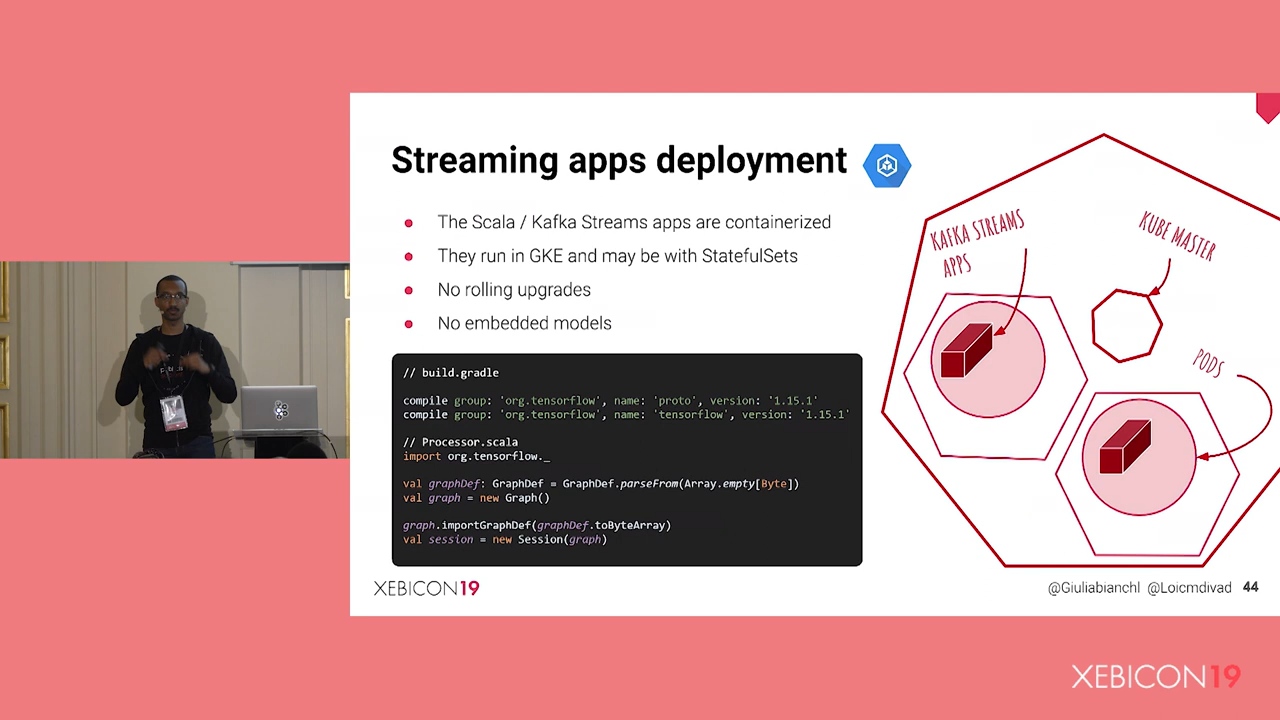 Streaming apps deployment
The Scala / Kafka Streams apps are containerized
They run in GKE and may be with StatefulSets
No rolling upgrades
No embedded models
// build.gradle
compile group: 'org.tensorflow', name: 'proto', version: '1.15.1'
compile group: 'org.tensorflow', name: 'tensorflow', version: '1.15.1'
// Processor.scala
import org.tensorflow._
val graphDef: GraphDef = GraphDef.parseFrom(Array.empty[Byte])
val graph = new Graph()
graph.importGraphDef(graphDef.toByteArray)
val session = new Session(graph)
KAFKA STREAMS
APPS
KUBE MASTER
PODS
XEBICON19
@Giuliabianchl @Loicmdivad 44
XEBICON19